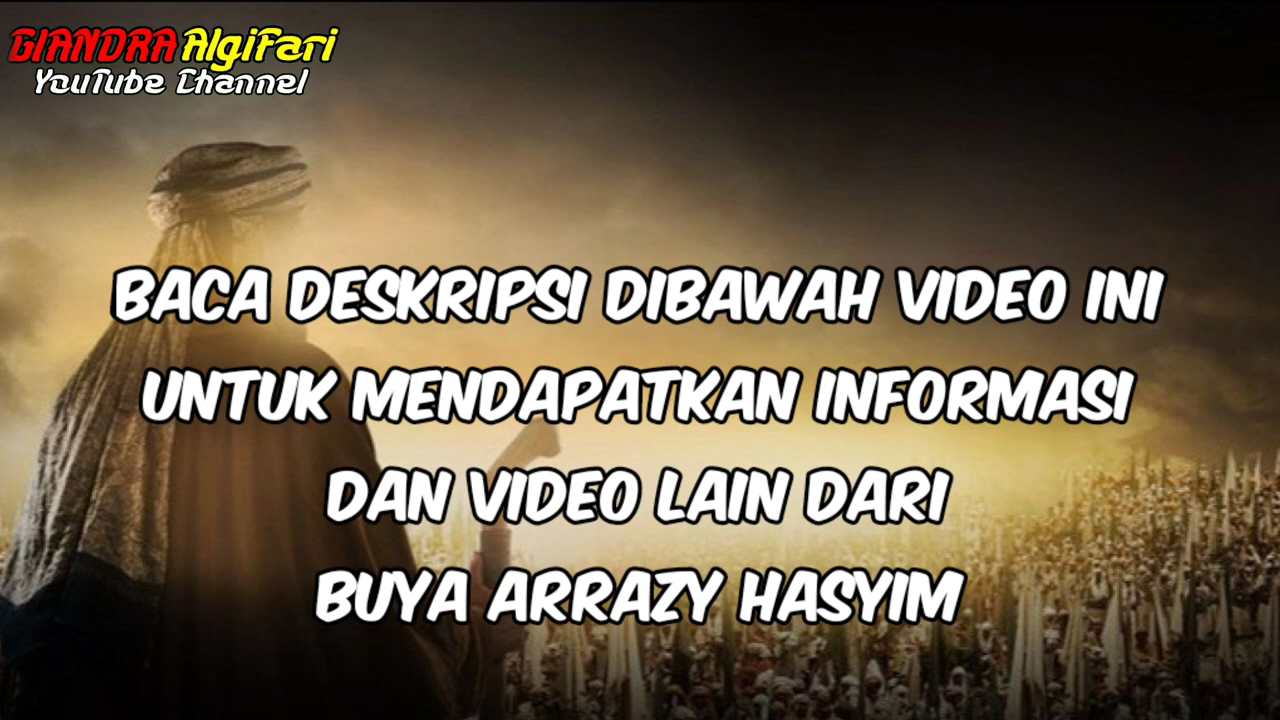 GIANDRA AlgiFari
YouTube Channel
BACA DESKRIPSI DIBAWAH VIDEO INI
UNTUK MENDAPATKAN INFORMASI
DAN VIDEO LAIN DARI
BUYA ARRAZY HASYIM